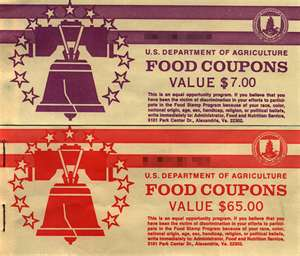 U.S. DEPARTMENT OF AGRICULTURE
FOOD COUPONS
VALUE $7.00
This is an equal opportunity program. If you believe that you
have been the victim of discrimination in your efforts to partici-
pate in the Food Stamp Program because of your race, color,
national origin, age, sex, handicap, religion, or political beliefs,
write immediately to: Administrator, Food and Nutrition Service,
3101 Park Center Dr., Alexandria, Va. 22302.
U.S. DEPARTMENT OF AGRICULTURE
FOOD COUPONS
VALUE $65.00
This is an equal opportunity program. If you believe that you
have been the victim of discrimination in your efforts to partici-
pate in the Food Stamp Program because of your race, color,
national origin, age, sex, handicap, religion, or political beliefs,
write immediately to: Administrator, Food and Nutrition Service,
3101 Park Center Dr., Alexandria, Va. 22302.